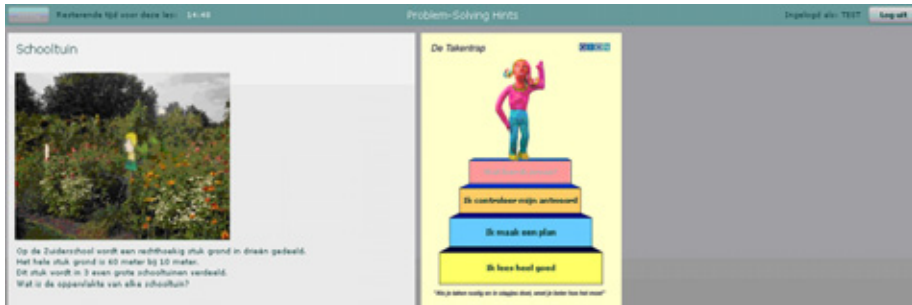 Resterende tijd voor deze les: 14:40
Problem-Solving Hints
Ingelogd als: TEST
Log uit
Schooltuin
Op de Zuiderschool wordt een rechthoekig stuk grond in drieën gedeeld.
Het hele stuk grond is 60 meter bij 10 meter.
Dit stuk wordt in 3 even grote schooltuinen verdeeld.
Wat is de oppervlakte van elke schooltuin?
De Takentrap
Ik controleer mijn antwoord
Ik maak een plan
Ik lees heel goed